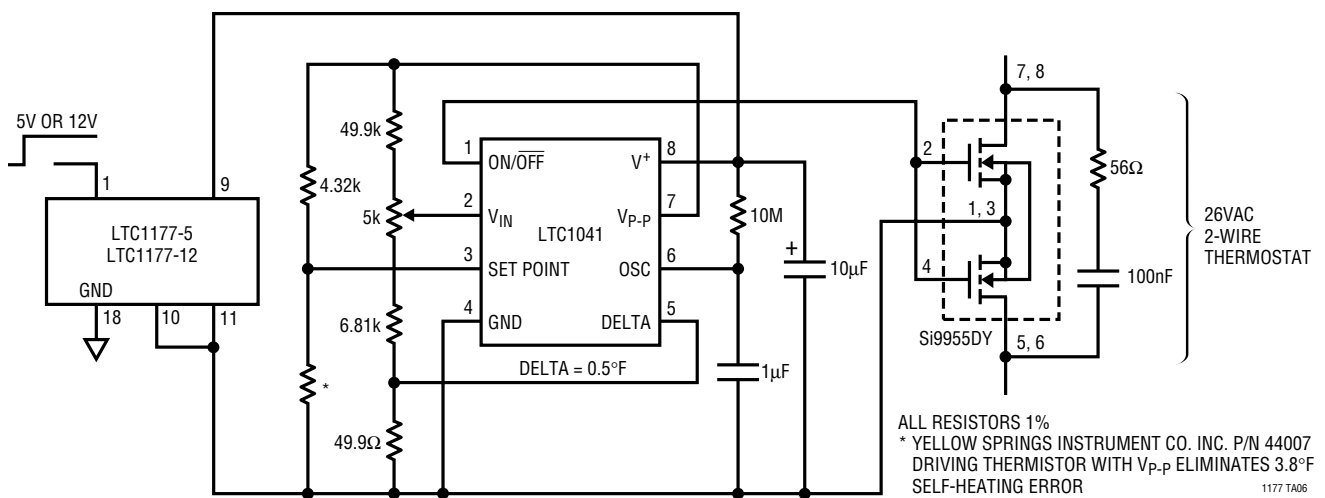 5V OR 12V
1
9
LTC1177-5
LTC1177-12
GND
18
10
11
4.32k
*
49.9k
5k
6.81k
49.9Ω
1
ON/OFF
2
VIN
3
SET POINT
4
GND
LTC1041
V+
8
VP-P
7
OSC
6
DELTA
5
DELTA = 0.5°F
10M
1µF
+
10µF
7, 8
2
1, 3
4
Si9955DY
5, 6
56Ω
100nF
26VAC
2-WIRE
THERMOSTAT
ALL RESISTORS 1%
* YELLOW SPRINGS INSTRUMENT CO. INC. P/N 44007
DRIVING THERMISTOR WITH VP-P ELIMINATES 3.8°F
SELF-HEATING ERROR
1177 TA06